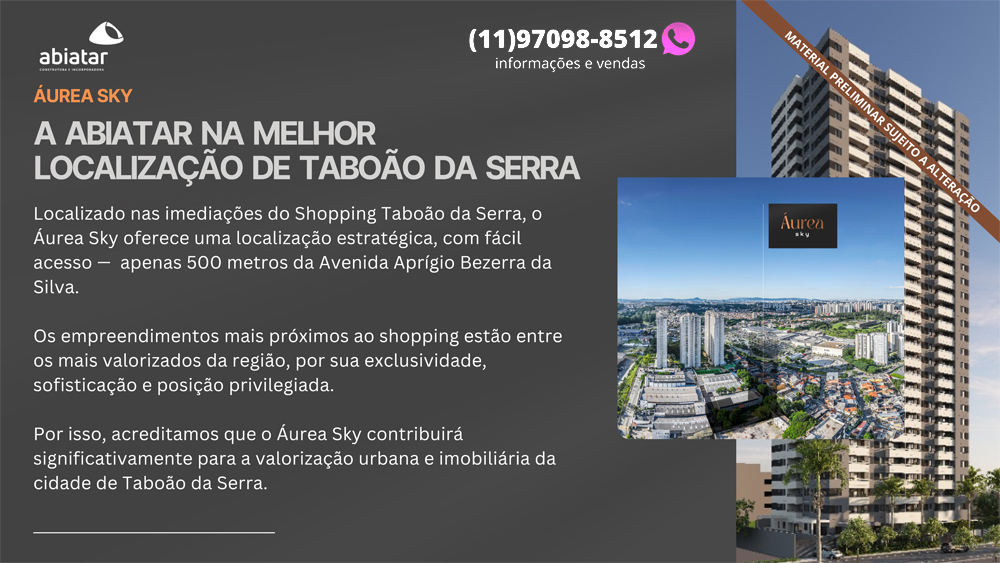 abiatar
CONSTRUTORA E INCORPORADORA
(11)97098-8512
informações e vendas
ÁUREA SKY
A ABIATAR NA MELHOR
LOCALIZAÇÃO DE TABOÃO DA SERRA
Localizado nas imediações do Shopping Taboão da Serra, o
Áurea Sky oferece uma localização estratégica, com fácil
acesso — apenas 500 metros da Avenida Aprígio Bezerra da
Silva.
Os empreendimentos mais próximos ao shopping estão entre
os mais valorizados da região, por sua exclusividade,
sofisticação e posição privilegiada.
Por isso, acreditamos que o Áurea Sky contribuirá
significativamente para a valorização urbana e imobiliária da
cidade de Taboão da Serra.
MATERIAL PRELIMINAR SUJEITO A ALTERAÇÃO
Áurea
sky